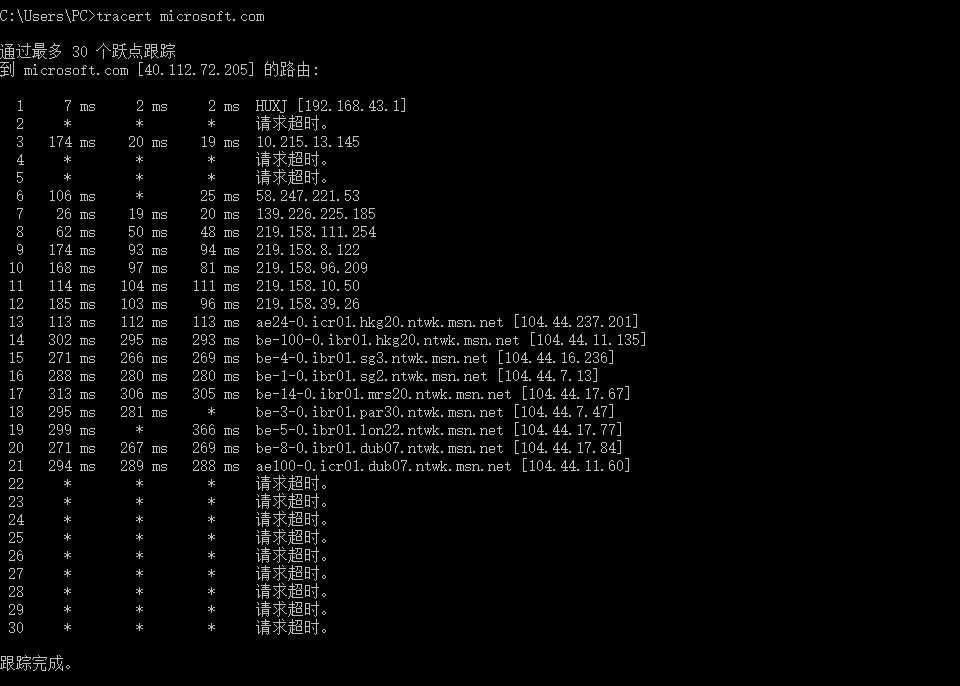 C:\Users\PC>tracert microsoft.com
通过最多 30 个跃点跟踪
到 microsoft.com [40.112.72.205] 的路由:
1 7 ms 2 ms 2 ms HUXJ [192.168.43.1]
2 * * * 请求超时。
3 174 ms 20 ms 19 ms 10.215.13.145
4 * * * 请求超时。
5 * * * 请求超时。
6 106 ms * 25 ms 58.247.221.53
7 26 ms 19 ms 20 ms 139.226.225.185
8 62 ms 50 ms 48 ms 219.158.111.254
9 174 ms 93 ms 94 ms 219.158.8.122
10 168 ms 97 ms 81 ms 219.158.96.209
11 114 ms 104 ms 111 ms 219.158.10.50
12 185 ms 103 ms 96 ms 219.158.39.26
13 113 ms 112 ms 113 ms ae24-0.icr01.hkg20.ntwk.msn.net [104.44.237.201]
14 302 ms 295 ms 293 ms be-100-0.ibr01.hkg20.ntwk.msn.net [104.44.11.135]
15 271 ms 266 ms 269 ms be-4-0.ibr01.sg3.ntwk.msn.net [104.44.16.236]
16 288 ms 280 ms 280 ms be-1-0.ibr01.sg2.ntwk.msn.net [104.44.7.13]
17 313 ms 306 ms 305 ms be-14-0.ibr01.mrs20.ntwk.msn.net [104.44.17.67]
18 295 ms 281 ms * be-3-0.ibr01.par30.ntwk.msn.net [104.44.7.47]
19 299 ms * 366 ms be-5-0.ibr01.lon22.ntwk.msn.net [104.44.17.77]
20 271 ms 267 ms 269 ms be-8-0.ibr01.dub07.ntwk.msn.net [104.44.17.84]
21 294 ms 289 ms 288 ms ae100-0.icr01.dub07.ntwk.msn.net [104.44.11.60]
22 * * * 请求超时。
23 * * * 请求超时。
24 * * * 请求超时。
25 * * * 请求超时。
26 * * * 请求超时。
27 * * * 请求超时。
28 * * * 请求超时。
29 * * * 请求超时。
30 * * * 请求超时。
跟踪完成。